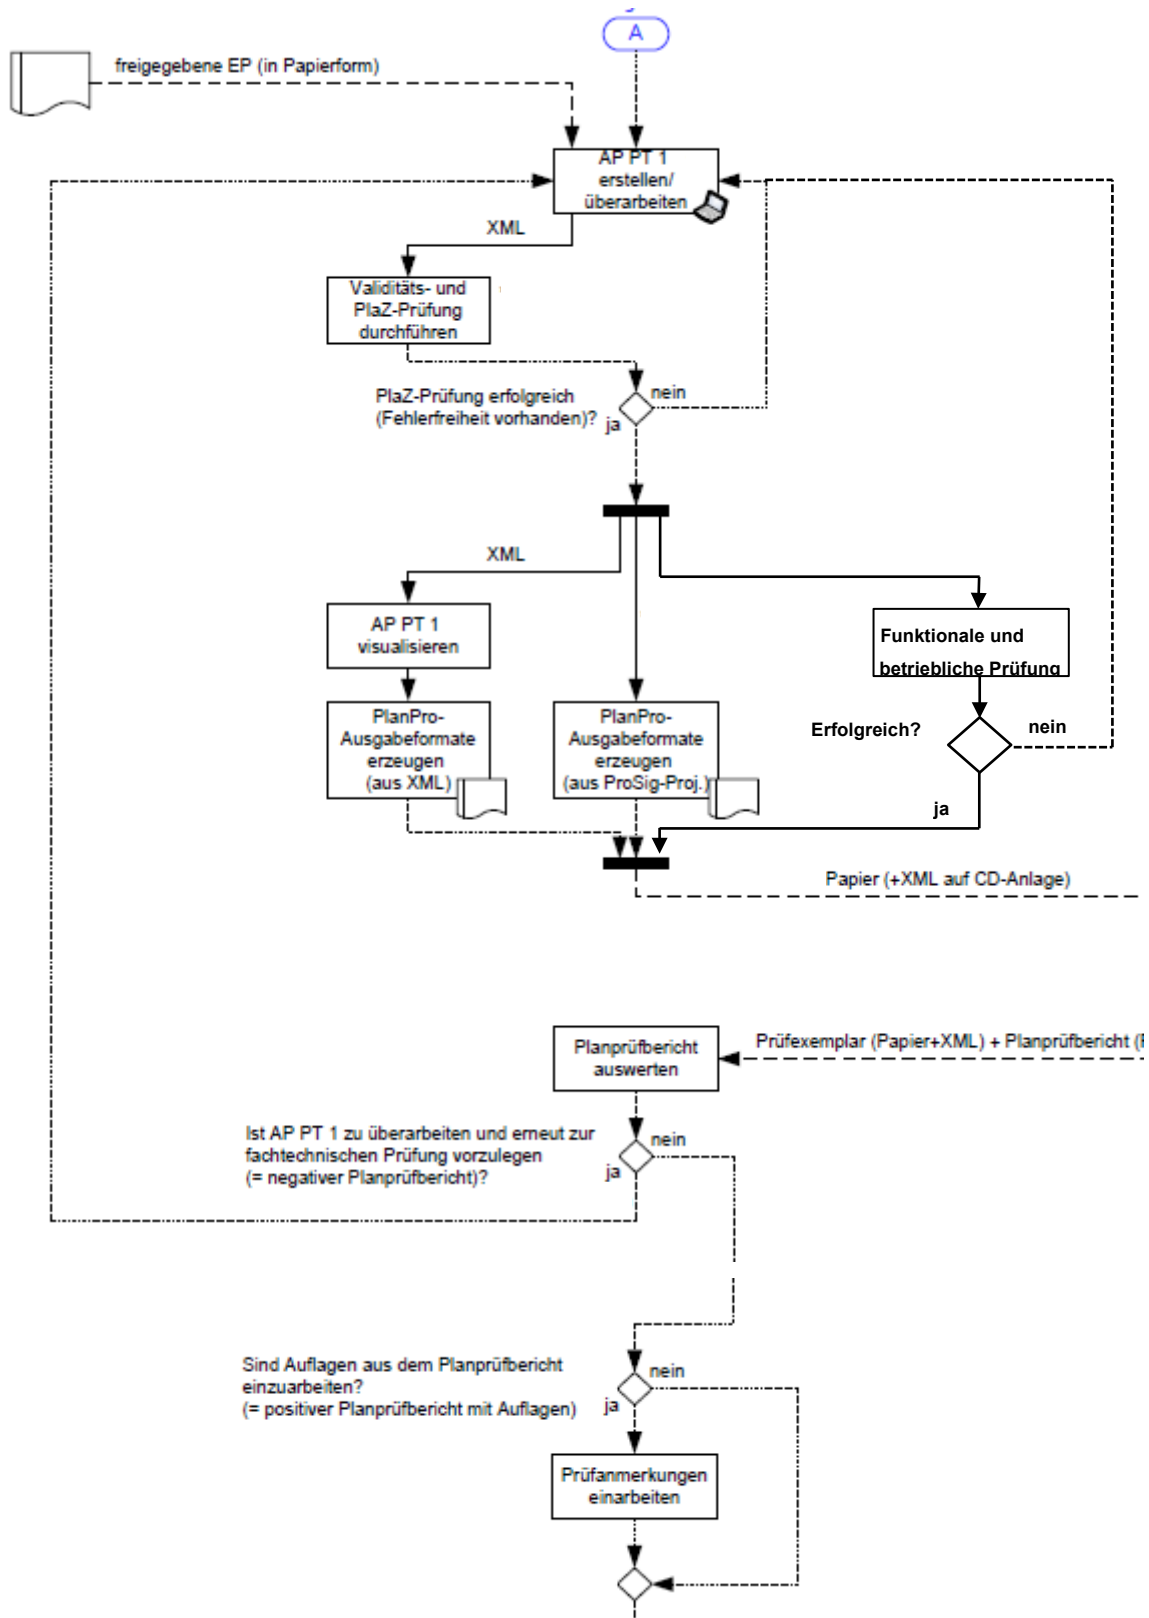 A
freigegebene EP (in Papierform)
AP PT 1
erstellen/
überarbeiten
XML
Validitäts- und
PlaZ-Prüfung
durchführen
PlaZ-Prüfung erfolgreich
(Fehlerfreiheit vorhanden)?
nein
ja
XML
AP PT 1
visualisieren
Funktionale und
betriebliche Prüfung
PlanPro-
Ausgabeformate
erzeugen
(aus XML)
PlanPro-
Ausgabeformate
erzeugen
(aus ProSig-Proj.)
Erfolgreich?
nein
ja
Papier (+XML auf CD-Anlage)
Planprüfbericht
auswerten
Prüfexemplar (Papier+XML) + Planprüfbericht (
Ist AP PT 1 zu überarbeiten und erneut zur
fachtechnischen Prüfung vorzulegen
(= negativer Planprüfbericht)?
nein
ja
Sind Auflagen aus dem Planprüfbericht
einzuarbeiten?
(= positiver Planprüfbericht mit Auflagen)
nein
ja
Prüfanmerkungen
einarbeiten